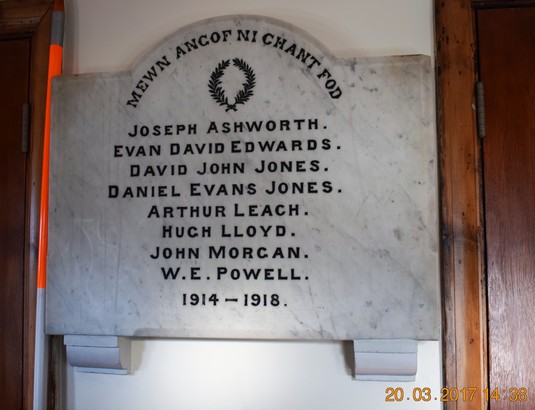 MEWN ANGOF NI CHANT FOD
JOSEPH ASHWORTH.
EVAN DAVID EDWARDS.
DAVID JOHN JONES.
DANIEL EVANS JONES.
ARTHUR LEACH.
HUGH LLOYD.
JOHN MORGAN.
W.E. POWELL.
1914 – 1918.
20.03.2017 14:38